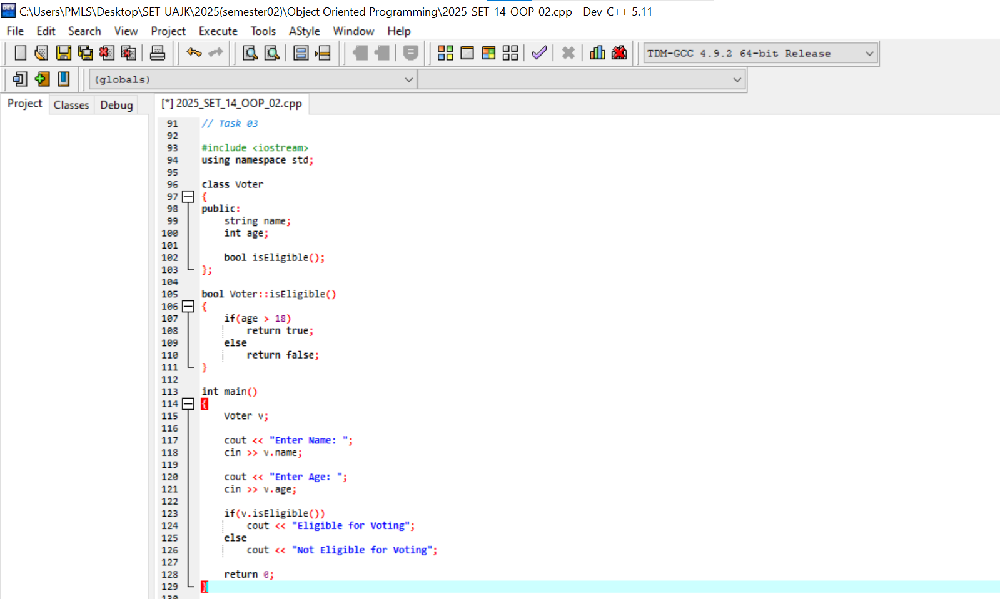 C:\Users\PMLS\Desktop\SET_UAJK\2025(semester02)\Object Oriented Programming\2025_SET_14_OOP_02.cpp - Dev-C++ 5.11
File Edit Search View Project Execute Tools AStyle Window Help
TDM-GCC 4.9.2 64-bit Release
(globals)
Project Classes Debug [*] 2025_SET_14_OOP_02.cpp
91 // Task 03
92
93 #include <iostream>
94 using namespace std;
95
96 class Voter
97 {
98 public:
99     string name;
100     int age;
101
102     bool isEligible();
103 };
104
105 bool Voter::isEligible()
106 {
107     if(age > 18)
108         return true;
109     else
110         return false;
111 }
112
113 int main()
114 {
115     Voter v;
116
117     cout << "Enter Name: ";
118     cin >> v.name;
119
120     cout << "Enter Age: ";
121     cin >> v.age;
122
123     if(v.isEligible())
124         cout << "Eligible for Voting";
125     else
126         cout << "Not Eligible for Voting";
127
128     return 0;
129 }
130